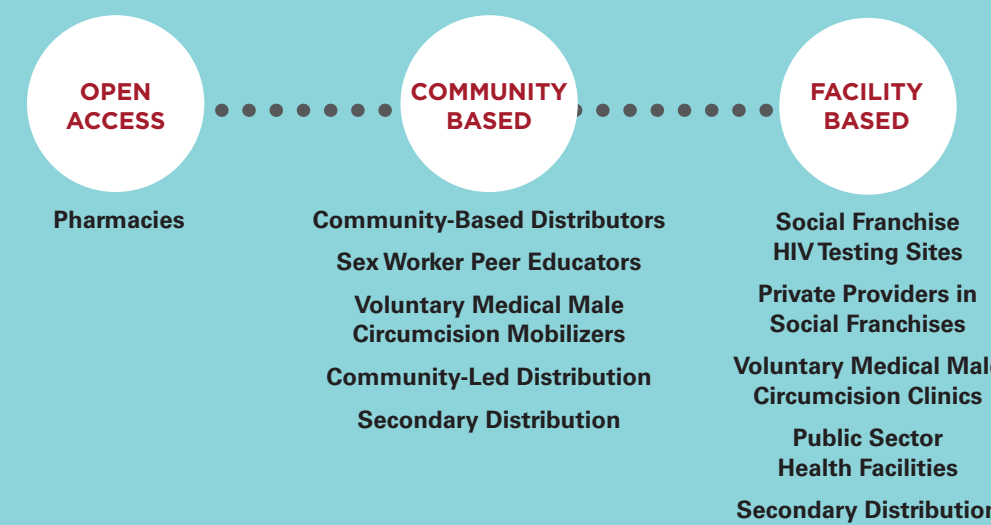 OPEN
ACCESS
COMMUNITY
BASED
FACILITY
BASED
Pharmacies
Community-Based Distributors
Sex Worker Peer Educators
Voluntary Medical Male
Circumcision Mobilizers
Community-Led Distribution
Secondary Distribution
Social Franchise
HIV Testing Sites
Private Providers in
Social Franchises
Voluntary Medical Male
Circumcision Clinics
Public Sector
Health Facilities
Secondary Distribution